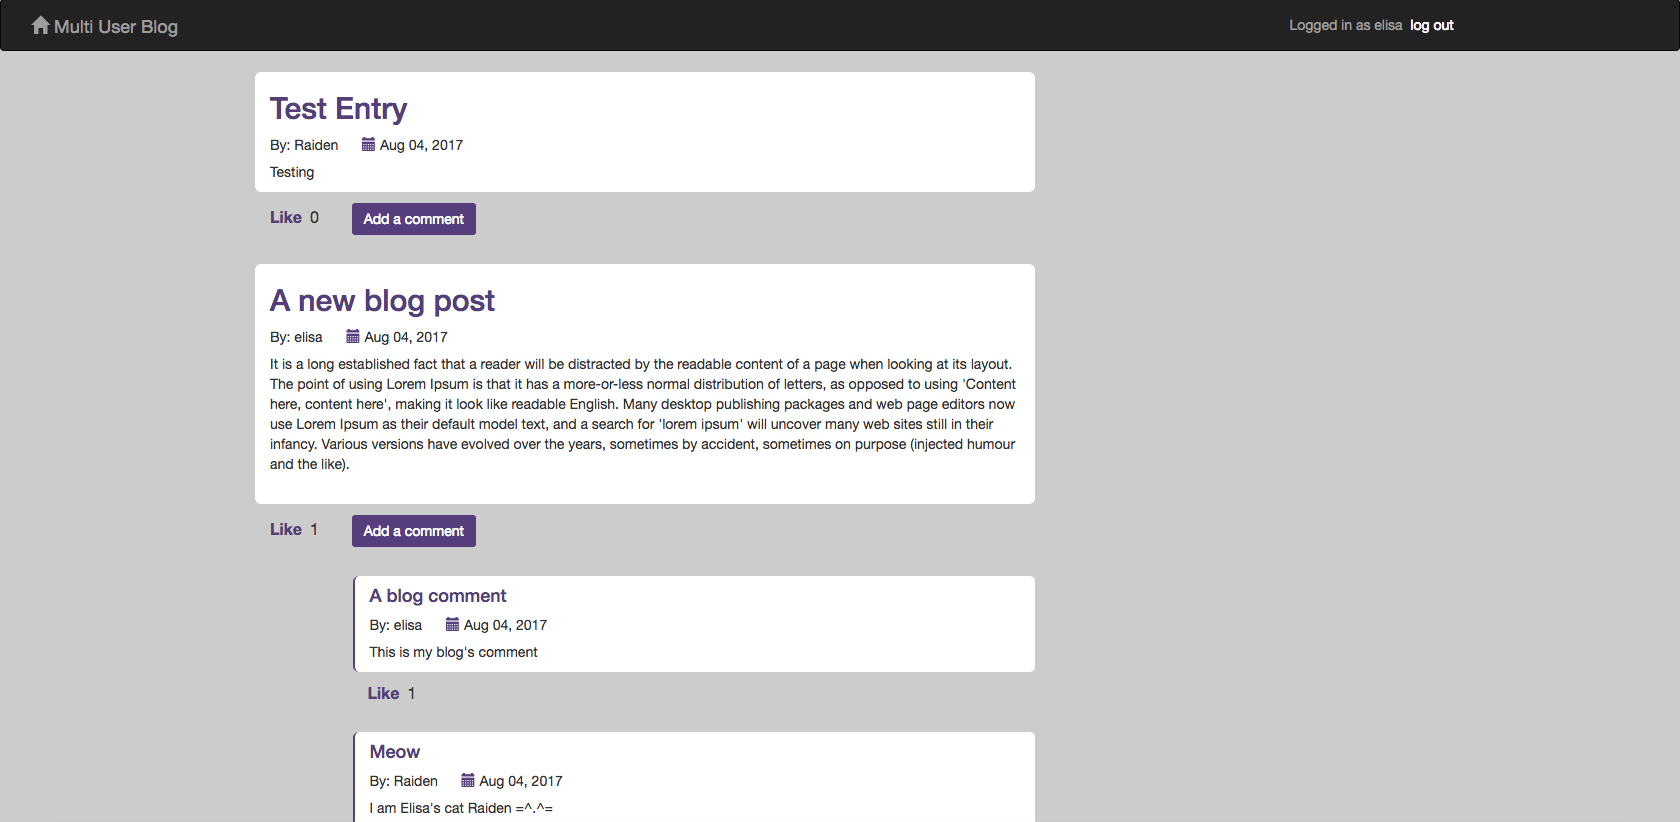 Multi User Blog
Logged in as elisa log out
Test Entry
By: Raiden Aug 04, 2017
Testing
Like 0 Add a comment
A new blog post
By: elisa Aug 04, 2017
It is a long established fact that a reader will be distracted by the readable content of a page when looking at its layout.
The point of using Lorem Ipsum is that it has a more-or-less normal distribution of letters, as opposed to using 'Content
here, content here', making it look like readable English. Many desktop publishing packages and web page editors now
use Lorem Ipsum as their default model text, and a search for 'lorem ipsum' will uncover many web sites still in their
infancy. Various versions have evolved over the years, sometimes by accident, sometimes on purpose (injected humour
and the like).
Like 1 Add a comment
A blog comment
By: elisa Aug 04, 2017
This is my blog's comment
Like 1
Meow
By: Raiden Aug 04, 2017
I am Elisa's cat Raiden =^.^=